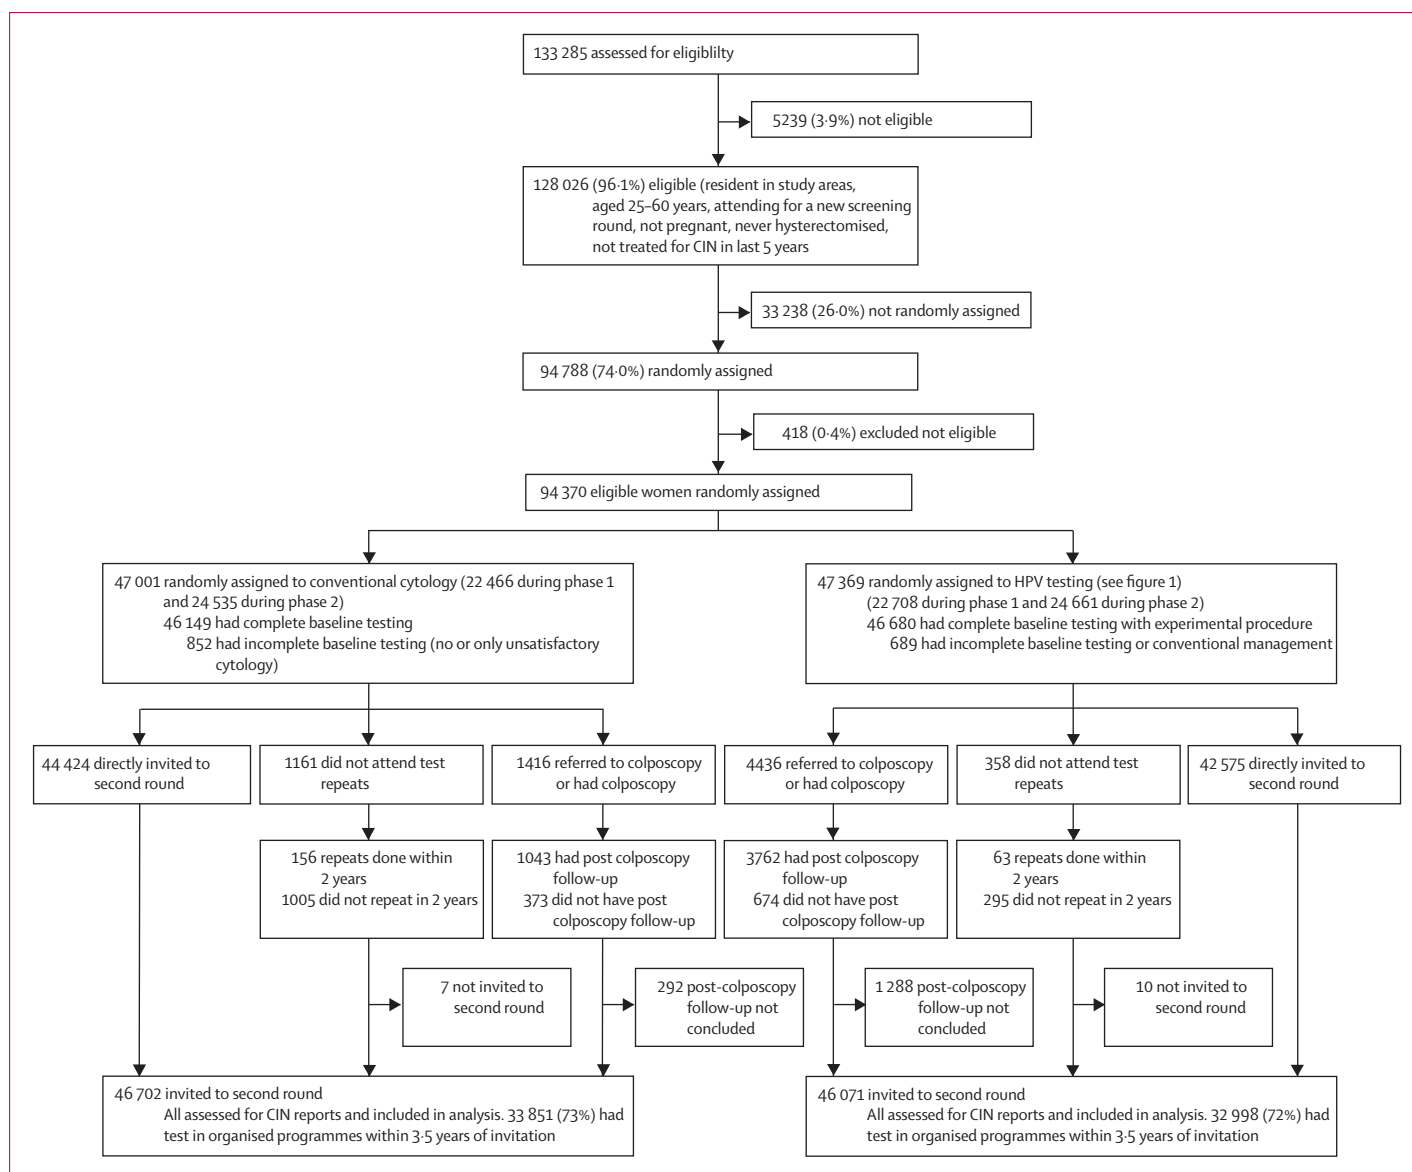 133 285 assessed for eligiblilty
5239 (3·9%) not eligible
128 026 (96·1%) eligible (resident in study areas,
aged 25–60 years, attending for a new screening
round, not pregnant, never hysterectomised,
not treated for CIN in last 5 years
33 238 (26·0%) not randomly assigned
94 788 (74·0%) randomly assigned
418 (0·4%) excluded not eligible
94 370 eligible women randomly assigned
47 001 randomly assigned to conventional cytology (22 466 during phase 1
and 24 535 during phase 2)
46 149 had complete baseline testing
852 had incomplete baseline testing (no or only unsatisfactory
cytology)
47 369 randomly assigned to HPV testing (see figure 1)
(22 708 during phase 1 and 24 661 during phase 2)
46 680 had complete baseline testing with experimental procedure
689 had incomplete baseline testing or conventional management
44 424 directly invited to
second round
1161 did not attend test
repeats
1416 referred to colposcopy
or had colposcopy
4436 referred to colposcopy
or had colposcopy
358 did not attend test
repeats
42 575 directly invited to
second round
156 repeats done within
2 years
1005 did not repeat in 2 years
1043 had post colposcopy
follow-up
373 did not have post
colposcopy follow-up
3762 had post colposcopy
follow-up
674 did not have post
colposcopy follow-up
63 repeats done within
2 years
295 did not repeat in 2 years
7 not invited to
second round
292 post-colposcopy
follow-up not
concluded
1 288 post-colposcopy
follow-up not
concluded
10 not invited to
second round
46 702 invited to second round
All assessed for CIN reports and included in analysis. 33 851 (73%) had
test in organised programmes within 3·5 years of invitation
46 071 invited to second round
All assessed for CIN reports and included in analysis. 32 998 (72%) had
test in organised programmes within 3·5 years of invitation